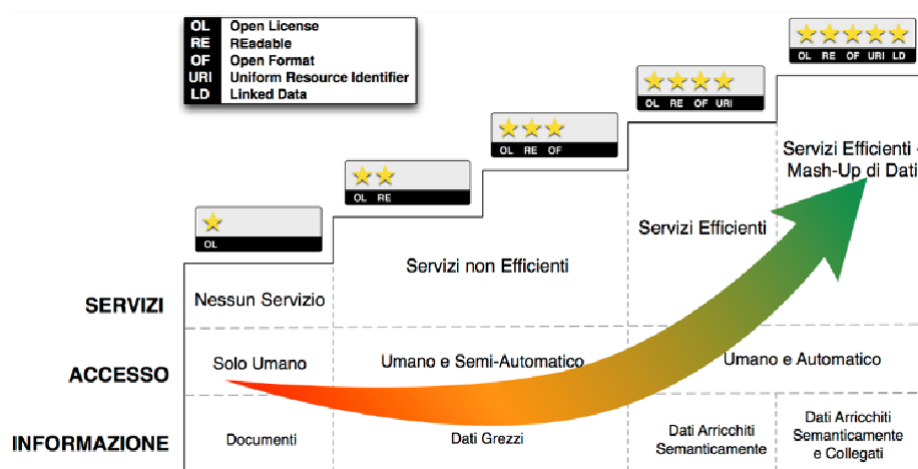 OL Open License
RE REadable
OF Open Format
URI Uniform Resource Identifier
LD Linked Data
OL RE OF URI LD
OL RE OF URI
OL RE OF
OL RE
OL
Servizi Efficienti -
Mash-Up di Dati
Servizi Efficienti
Servizi non Efficienti
SERVIZI
Nessun Servizio
ACCESSO
Solo Umano
Umano e Semi-Automatico
Umano e Automatico
INFORMAZIONE
Documenti
Dati Grezzi
Dati Arricchiti
Semanticamente
Dati Arricchiti
Semanticamente
e Collegati